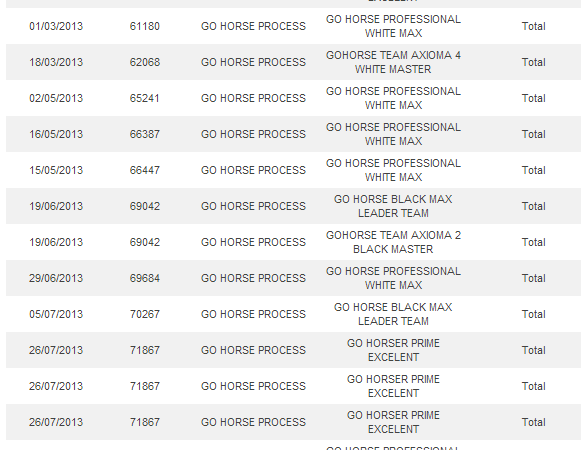 01/03/2013 61180 GO HORSE PROCESS GO HORSE PROFESSIONAL WHITE MAX Total
18/03/2013 62068 GO HORSE PROCESS GOHORSE TEAM AXIOMA 4 WHITE MASTER Total
02/05/2013 65241 GO HORSE PROCESS GO HORSE PROFESSIONAL WHITE MAX Total
16/05/2013 66387 GO HORSE PROCESS GO HORSE PROFESSIONAL WHITE MAX Total
15/05/2013 66447 GO HORSE PROCESS GO HORSE PROFESSIONAL WHITE MAX Total
19/06/2013 69042 GO HORSE PROCESS GO HORSE BLACK MAX LEADER TEAM Total
19/06/2013 69042 GO HORSE PROCESS GOHORSE TEAM AXIOMA 2 BLACK MASTER Total
29/06/2013 69684 GO HORSE PROCESS GO HORSE PROFESSIONAL WHITE MAX Total
05/07/2013 70267 GO HORSE PROCESS GO HORSE BLACK MAX LEADER TEAM Total
26/07/2013 71867 GO HORSE PROCESS GO HORSER PRIME EXCELENT Total
26/07/2013 71867 GO HORSE PROCESS GO HORSER PRIME EXCELENT Total
26/07/2013 71867 GO HORSE PROCESS GO HORSER PRIME EXCELENT Total